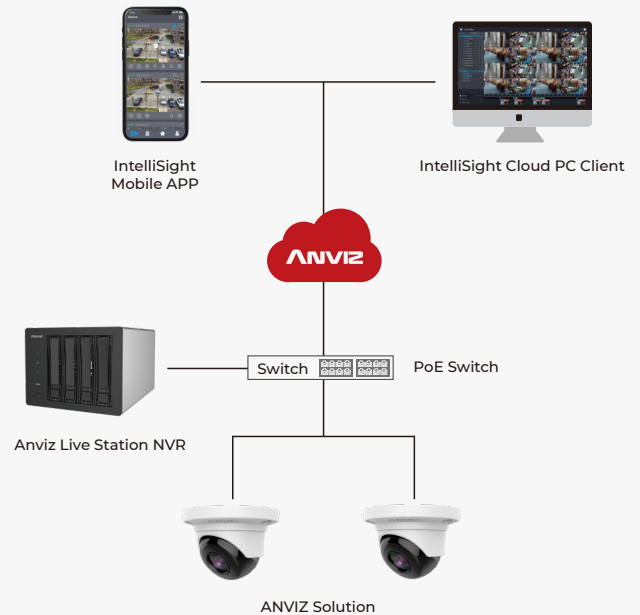 IntelliSight
Mobile APP
IntelliSight Cloud PC Client
ANVIZ
Switch
PoE Switch
Anviz Live Station NVR
ANVIZ Solution